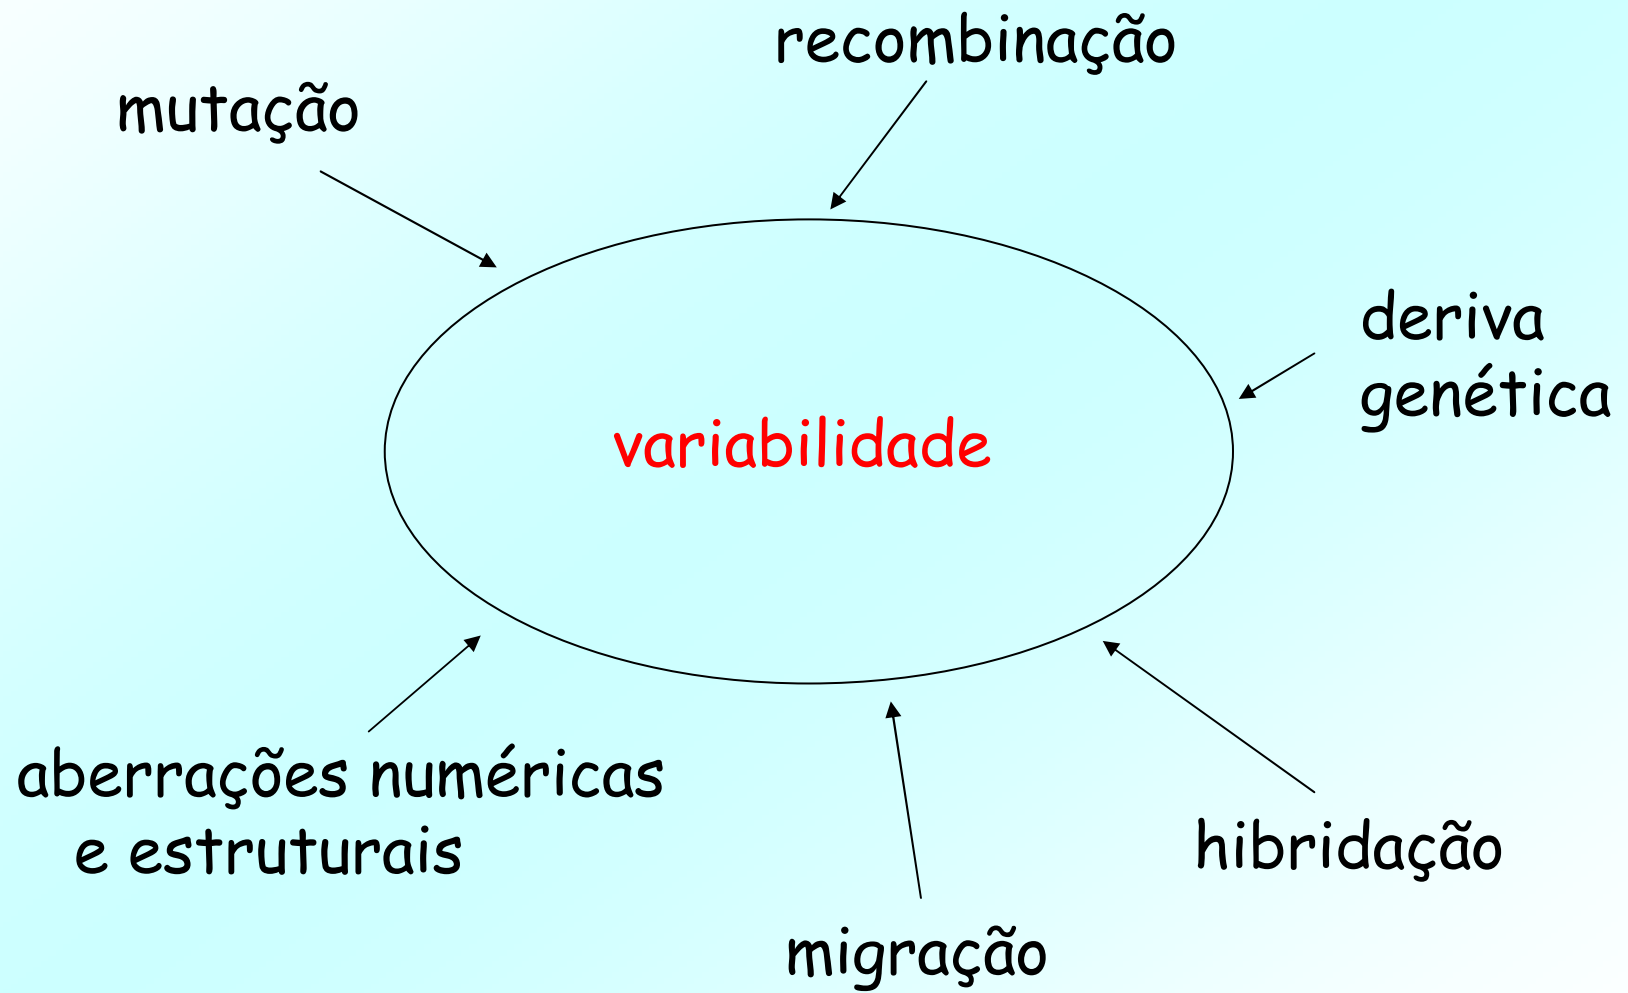 recombinação
mutação
deriva
genética
variabilidade
aberrações numéricas
e estruturais
hibridação
migração